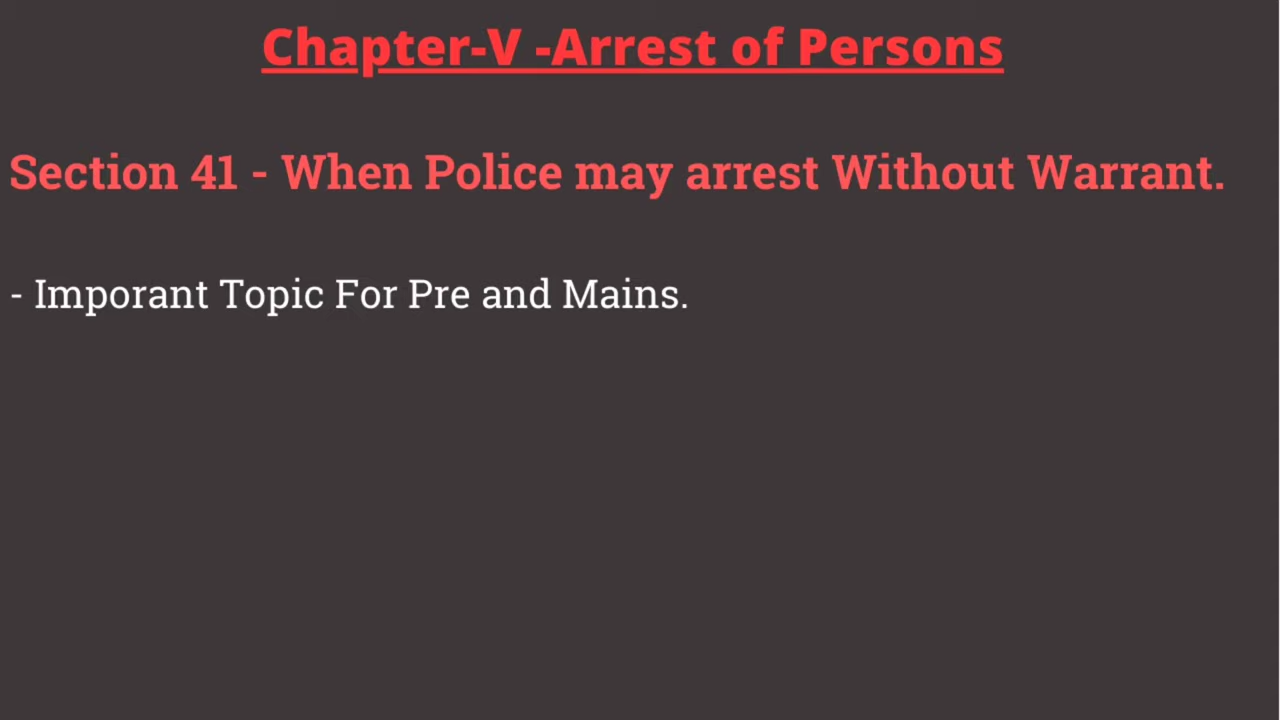 Chapter-V -Arrest of Persons
Section 41 - When Police may arrest Without Warrant.
- Imporant Topic For Pre and Mains.